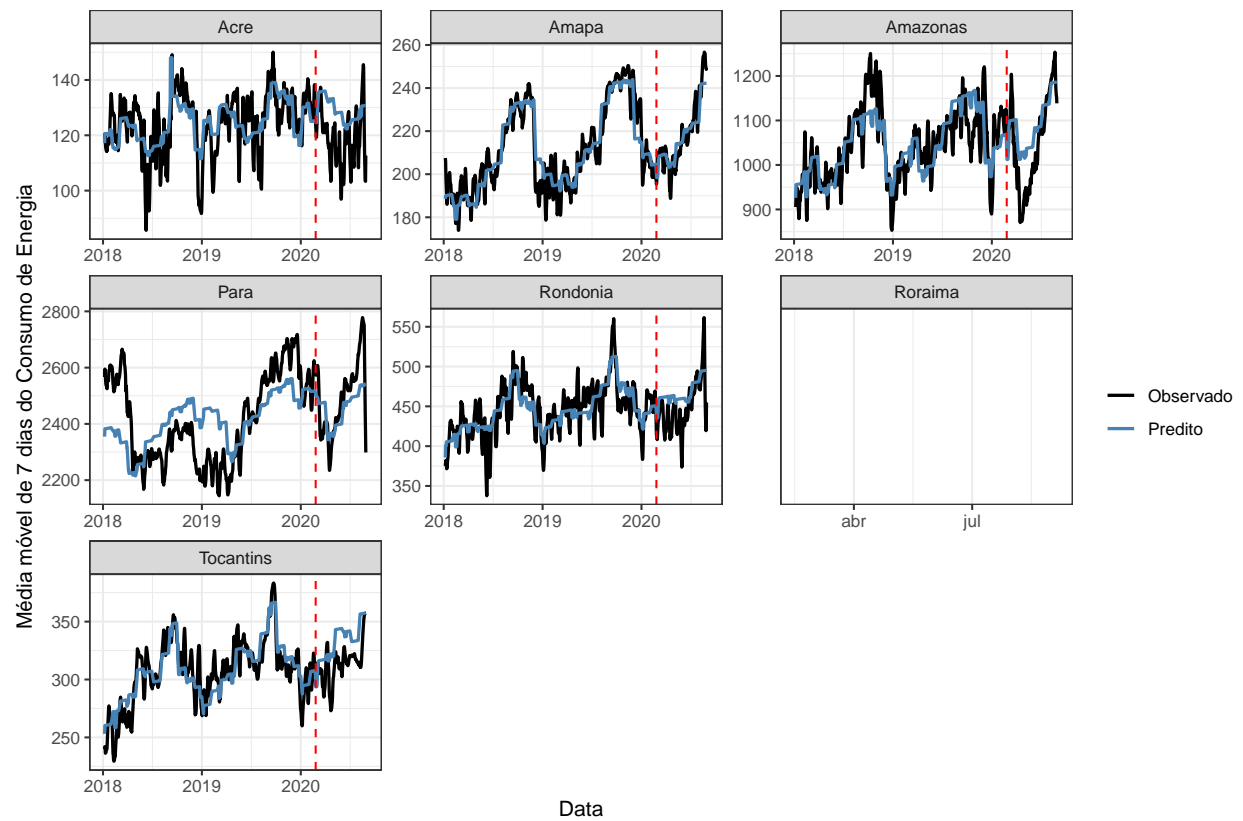 Acre
Amapa
Amazonas
140
120
100
2018 2019 2020
260
240
220
200
180
2018 2019 2020
1200
1100
1000
900
2018 2019 2020
Para
Rondonia
Roraima
2800
2600
2400
2200
2018 2019 2020
550
500
450
400
350
2018 2019 2020
abr jul
Tocantins
350
300
250
2018 2019 2020
Média móvel de 7 dias do Consumo de Energia
Data
Observado
Predito